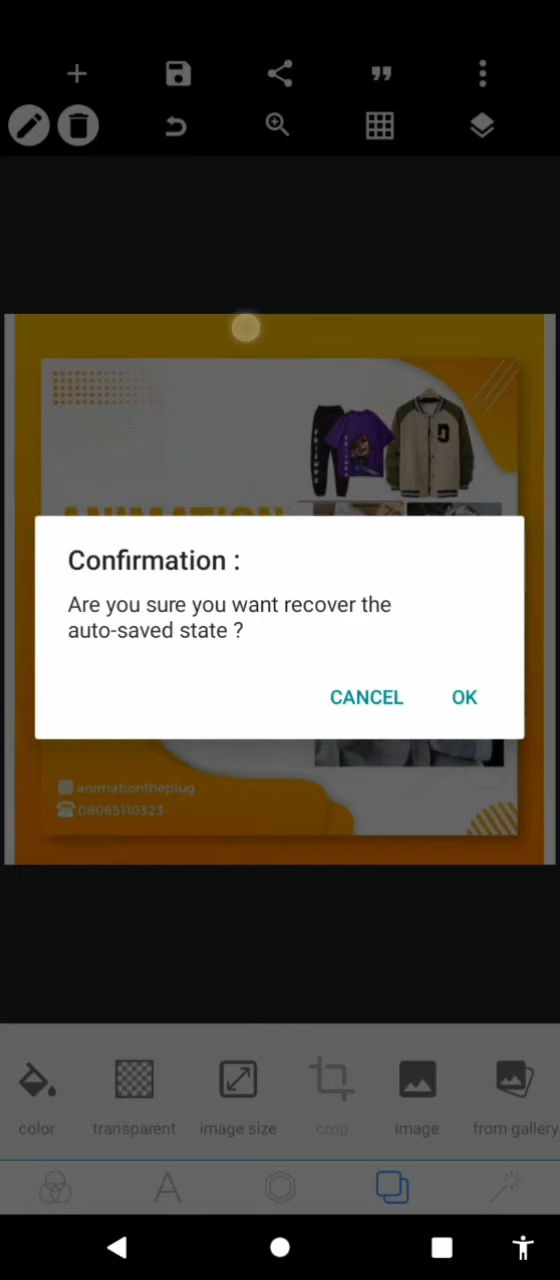 ANIMATION
Confirmation :
Are you sure you want recover the
auto-saved state ?
CANCEL
OK
animationtheplug
08065110323
color
transparent
image size
crop
image
from gallery